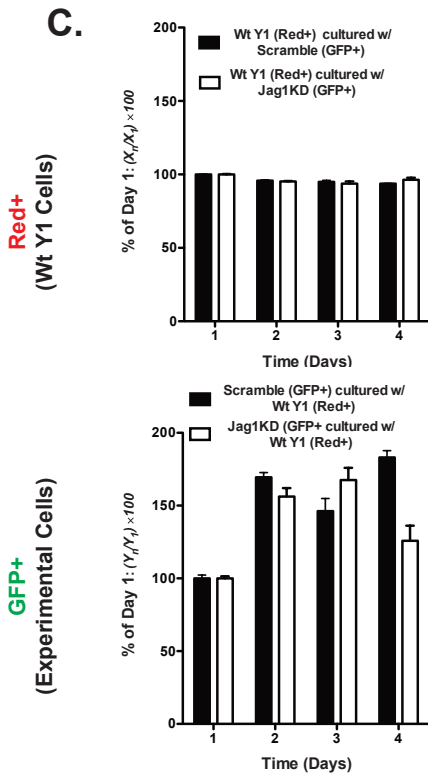 C.
Wt Y1 (Red+) cultured w/
Scramble (GFP+)
Wt Y1 (Red+) cultured w/
Jag1KD (GFP+)
Red+
(Wt Y1 Cells)
% of Day 1: (Xn/X1) ×100
200
150
100
50
0
1 2 3 4
Time (Days)
Scramble (GFP+) cultured w/
Wt Y1 (Red+)
Jag1KD (GFP+ cultured w/
Wt Y1 (Red+)
GFP+
(Experimental Cells)
% of Day 1: (Yn/Y1) ×100
200
150
100
50
0
1 2 3 4
Time (Days)